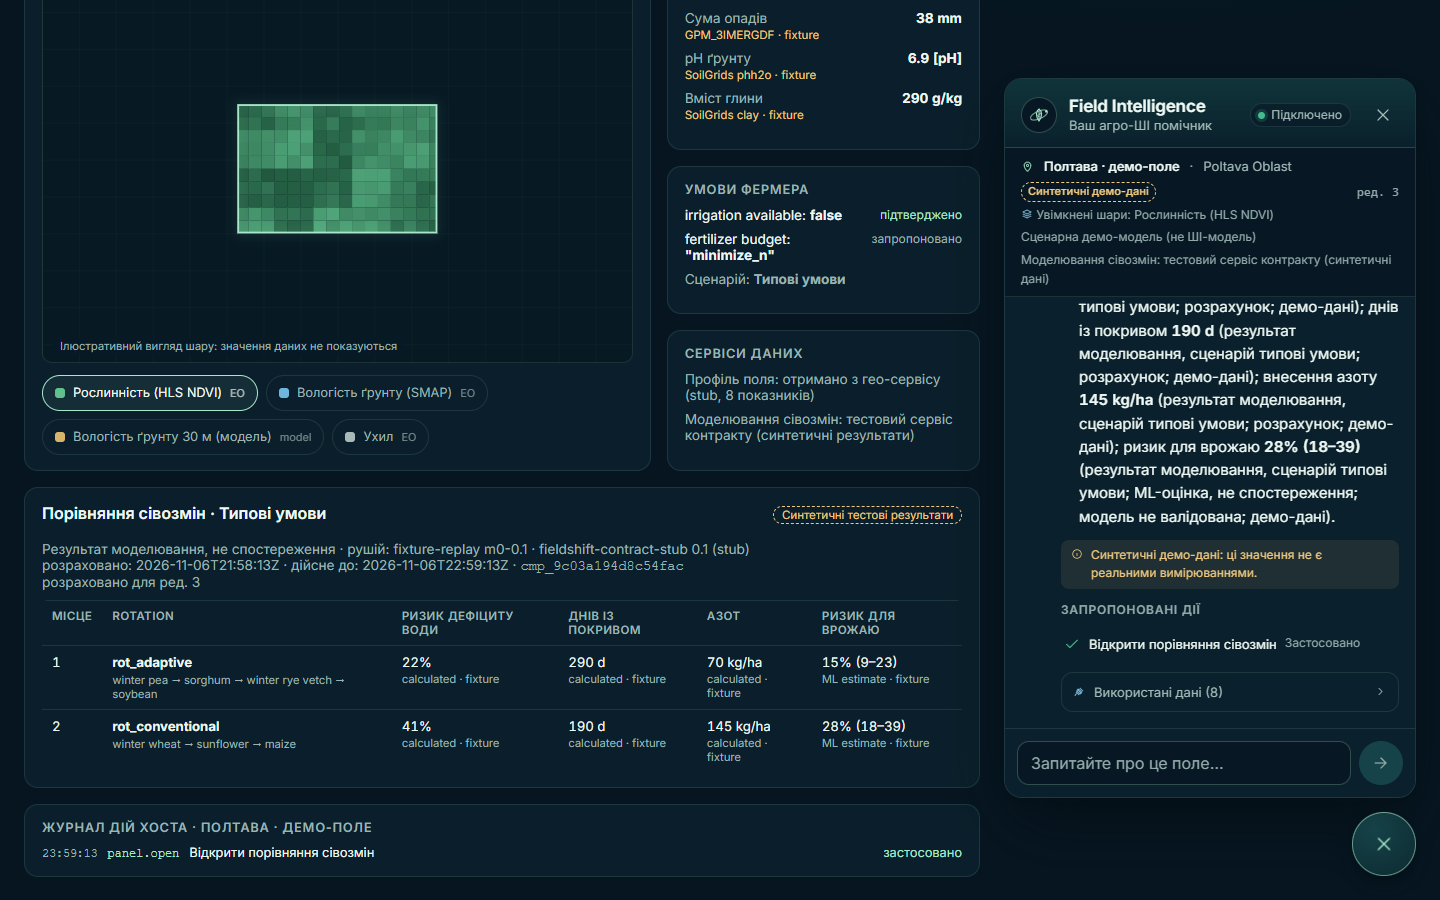 Сума опадів 38 mm
GPM_3IMERGDF · fixture
pH ґрунту 6.9 [pH]
SoilGrids phh2o · fixture
Вміст глини 290 g/kg
SoilGrids clay · fixture
Ілюстративний вигляд шару: значення даних не показуються
Рослинність (HLS NDVI) EO
Вологість ґрунту (SMAP) EO
Вологість ґрунту 30 м (модель) model
Ухил EO
УМОВИ ФЕРМЕРА
irrigation available: false підтверджено
fertilizer budget: запропоновано
"minimize_n"
Сценарій: Типові умови
СЕРВІСИ ДАНИХ
Профіль поля: отримано з гео-сервісу
(stub, 8 показників)
Моделювання сівозмін: тестовий сервіс
контракту (синтетичні результати)
Порівняння сівозмін · Типові умови
Синтетичні тестові результати
Результат моделювання, не спостереження · рушій: fixture-replay m0-0.1 · fieldshift-contract-stub 0.1 (stub)
розраховано: 2026-11-06T21:58:13Z · дійсне до: 2026-11-06T22:59:13Z · cmp_9c03a194d8c54fac
розраховано для ред. 3
МІСЦЕ ROTATION РИЗИК ДЕФІЦИТУ ДНІВ ІЗ АЗОТ РИЗИК ДЛЯ
ВОДИ ПОКРИВОМ ВРОЖАЮ
1 rot_adaptive 22% 290 d 70 kg/ha 15% (9–23)
winter pea → sorghum → winter rye vetch → calculated · fixture calculated · fixture calculated · ML estimate · fixture
soybean fixture
2 rot_conventional 41% 190 d 145 kg/ha 28% (18–39)
winter wheat → sunflower → maize calculated · fixture calculated · fixture calculated · ML estimate · fixture
fixture
ЖУРНАЛ ДІЙ ХОСТА · ПОЛТАВА · ДЕМО-ПОЛЕ
23:59:13 panel.open Відкрити порівняння сівозмін застосовано
Field Intelligence
Ваш агро-ШІ помічник
Підключено
Полтава · демо-поле · Poltava Oblast
Синтетичні демо-дані ред. 3
Увімкнені шари: Рослинність (HLS NDVI)
Сценарна демо-модель (не ШІ-модель)
Моделювання сівозмін: тестовий сервіс контракту (синтетичні
дані)
типові умови; розрахунок; демо-дані); днів
із покривом 190 d (результат
моделювання, сценарій типові умови;
розрахунок; демо-дані); внесення азоту
145 kg/ha (результат моделювання,
сценарій типові умови; розрахунок; демо-
дані); ризик для врожаю 28% (18–39)
(результат моделювання, сценарій типові
умови; ML-оцінка, не спостереження;
модель не валідована; демо-дані).
Синтетичні демо-дані: ці значення не є
реальними вимірюваннями.
ЗАПРОПОНОВАНІ ДІЇ
Відкрити порівняння сівозмін Застосовано
Використані дані (8)
Запитайте про це поле...